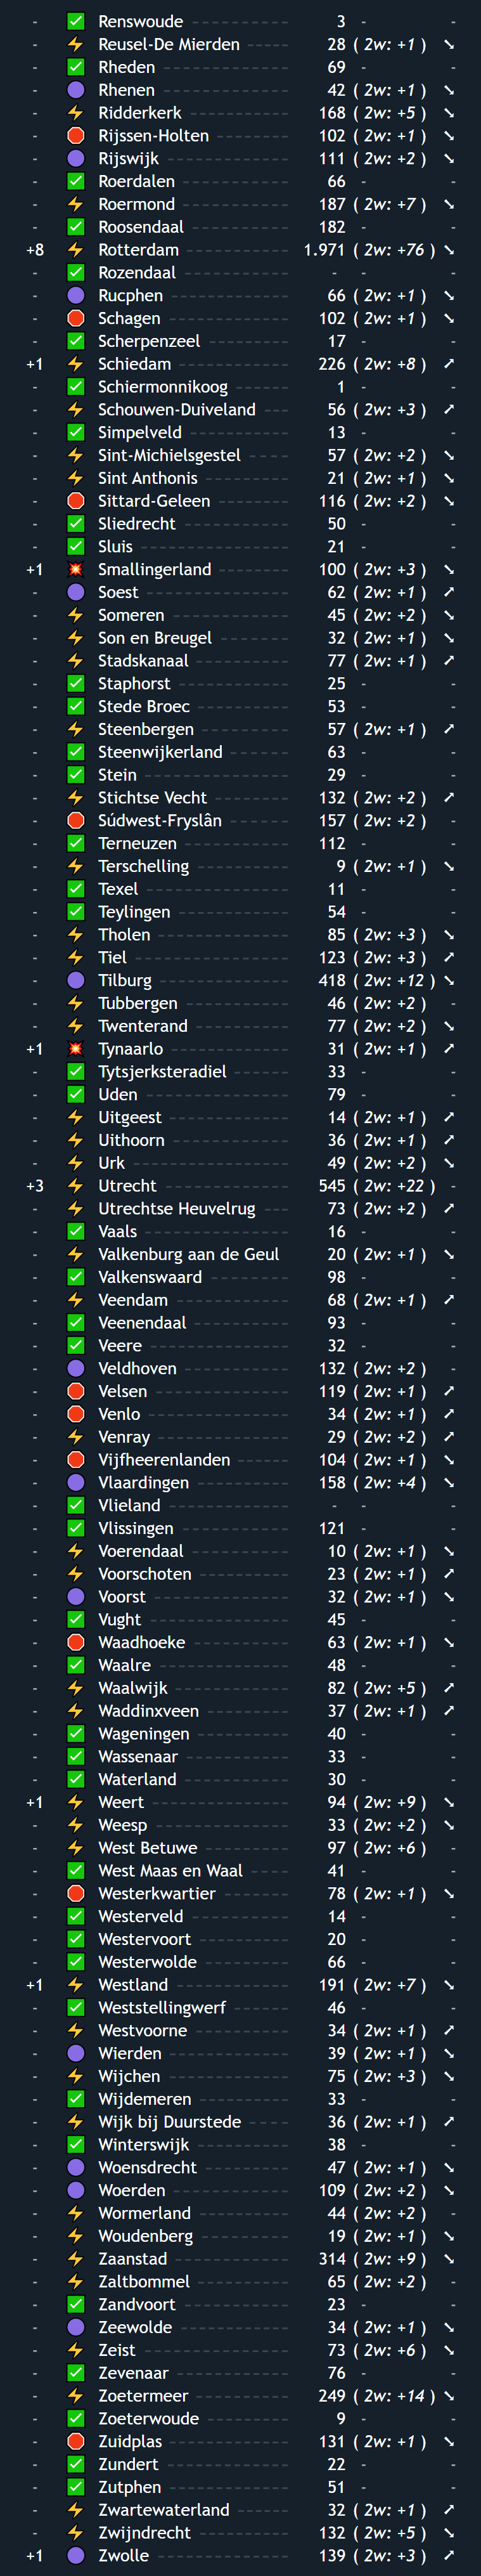 - ✅ Renswoude 3 - -
- ⚡ Reusel-De Mierden 28 ( 2w: +1 ) ↘
- ✅ Rheden 69 - -
- 🟣 Rhenen 42 ( 2w: +1 ) ↘
- ⚡ Ridderkerk 168 ( 2w: +5 ) ↘
- 🛑 Rijssen-Holten 102 ( 2w: +1 ) ↘
- 🟣 Rijswijk 111 ( 2w: +2 ) ↘
- ✅ Roerdalen 66 - -
- ⚡ Roermond 187 ( 2w: +7 ) ↘
- ✅ Roosendaal 182 - -
+8 ⚡ Rotterdam 1.971 ( 2w: +76 ) ↘
- ✅ Rozendaal - - -
- 🟣 Rucphen 66 ( 2w: +1 ) ↘
- 🛑 Schagen 102 ( 2w: +1 ) ↘
- ✅ Scherpenzeel 17 - -
+1 ⚡ Schiedam 226 ( 2w: +8 ) ↗
- ✅ Schiermonnikoog 1 - -
- ⚡ Schouwen-Duiveland 56 ( 2w: +3 ) ↗
- ✅ Simpelveld 13 - -
- ⚡ Sint-Michielsgestel 57 ( 2w: +2 ) ↘
- ⚡ Sint Anthonis 21 ( 2w: +1 ) ↘
- 🛑 Sittard-Geleen 116 ( 2w: +2 ) ↘
- ✅ Sliedrecht 50 - -
- ✅ Sluis 21 - -
+1 💥 Smallingerland 100 ( 2w: +3 ) ↘
- 🟣 Soest 62 ( 2w: +1 ) ↗
- ⚡ Someren 45 ( 2w: +2 ) ↘
- ⚡ Son en Breugel 32 ( 2w: +1 ) ↘
- ⚡ Stadskanaal 77 ( 2w: +1 ) ↗
- ✅ Staphorst 25 - -
- ✅ Stede Broec 53 - -
- ⚡ Steenbergen 57 ( 2w: +1 ) ↗
- ✅ Steenwijkerland 63 - -
- ✅ Stein 29 - -
- ⚡ Stichtse Vecht 132 ( 2w: +2 ) ↗
- 🛑 Súdwest-Fryslân 157 ( 2w: +2 ) -
- ✅ Terneuzen 112 - -
- ⚡ Terschelling 9 ( 2w: +1 ) ↘
- ✅ Texel 11 - -
- ✅ Teylingen 54 - -
- ⚡ Tholen 85 ( 2w: +3 ) ↘
- ⚡ Tiel 123 ( 2w: +3 ) ↗
- 🟣 Tilburg 418 ( 2w: +12 ) ↘
- ⚡ Tubbergen 46 ( 2w: +2 ) -
- ⚡ Twenterand 77 ( 2w: +2 ) ↘
+1 💥 Tynaarlo 31 ( 2w: +1 ) ↗
- ✅ Tytsjerksteradiel 33 - -
- ✅ Uden 79 - -
- ⚡ Uitgeest 14 ( 2w: +1 ) ↗
- ⚡ Uithoorn 36 ( 2w: +1 ) ↗
- ⚡ Urk 49 ( 2w: +2 ) ↘
+3 ⚡ Utrecht 545 ( 2w: +22 ) -
- ⚡ Utrechtse Heuvelrug 73 ( 2w: +2 ) ↗
- ✅ Vaals 16 - -
- ⚡ Valkenburg aan de Geul 20 ( 2w: +1 ) ↘
- ✅ Valkenswaard 98 - -
- ⚡ Veendam 68 ( 2w: +1 ) ↗
- ✅ Veenendaal 93 - -
- ✅ Veere 32 - -
- 🟣 Veldhoven 132 ( 2w: +2 ) -
- 🛑 Velsen 119 ( 2w: +1 ) ↗
- 🛑 Venlo 34 ( 2w: +1 ) ↗
- ⚡ Venray 29 ( 2w: +2 ) ↗
- 🛑 Vijfheerenlanden 104 ( 2w: +1 ) ↘
- 🟣 Vlaardingen 158 ( 2w: +4 ) ↘
- ✅ Vlieland - - -
- ✅ Vlissingen 121 - -
- ⚡ Voerendaal 10 ( 2w: +1 ) ↘
- ⚡ Voorschoten 23 ( 2w: +1 ) ↗
- 🟣 Voorst 32 ( 2w: +1 ) ↘
- ✅ Vught 45 - -
- 🛑 Waadhoeke 63 ( 2w: +1 ) ↘
- ✅ Waalre 48 - -
- ⚡ Waalwijk 82 ( 2w: +5 ) ↗
- ⚡ Waddinxveen 37 ( 2w: +1 ) ↗
- ✅ Wageningen 40 - -
- ✅ Wassenaar 33 - -
- ✅ Waterland 30 - -
+1 ⚡ Weert 94 ( 2w: +9 ) ↘
- ⚡ Weesp 33 ( 2w: +2 ) ↘
- ⚡ West Betuwe 97 ( 2w: +6 ) -
- ✅ West Maas en Waal 41 - -
- 🛑 Westerkwartier 78 ( 2w: +1 ) ↘
- ✅ Westerveld 14 - -
- ✅ Westervoort 20 - -
- ✅ Westerwolde 66 - -
+1 ⚡ Westland 191 ( 2w: +7 ) ↘
- ✅ Weststellingwerf 46 - -
- ⚡ Westvoorne 34 ( 2w: +1 ) ↗
- 🟣 Wierden 39 ( 2w: +1 ) ↘
- ⚡ Wijchen 75 ( 2w: +3 ) ↘
- ✅ Wijdemeren 33 - -
- ⚡ Wijk bij Duurstede 36 ( 2w: +1 ) ↗
- ✅ Winterswijk 38 - -
- 🟣 Woensdrecht 47 ( 2w: +1 ) ↘
- 🟣 Woerden 109 ( 2w: +2 ) ↘
- ⚡ Wormerland 44 ( 2w: +2 ) -
- ⚡ Woudenberg 19 ( 2w: +1 ) ↘
- ⚡ Zaanstad 314 ( 2w: +9 ) ↘
- ⚡ Zaltbommel 65 ( 2w: +2 ) -
- ✅ Zandvoort 23 - -
- 🟣 Zeewolde 34 ( 2w: +1 ) ↘
- ⚡ Zeist 73 ( 2w: +6 ) ↘
- ✅ Zevenaar 76 - -
- ⚡ Zoetermeer 249 ( 2w: +14 ) ↘
- ✅ Zoeterwoude 9 - -
- 🛑 Zuidplas 131 ( 2w: +1 ) ↘
- ✅ Zundert 22 - -
- ✅ Zutphen 51 - -
- ⚡ Zwartewaterland 32 ( 2w: +1 ) ↗
- ⚡ Zwijndrecht 132 ( 2w: +5 ) ↘
+1 🟣 Zwolle 139 ( 2w: +3 ) ↗